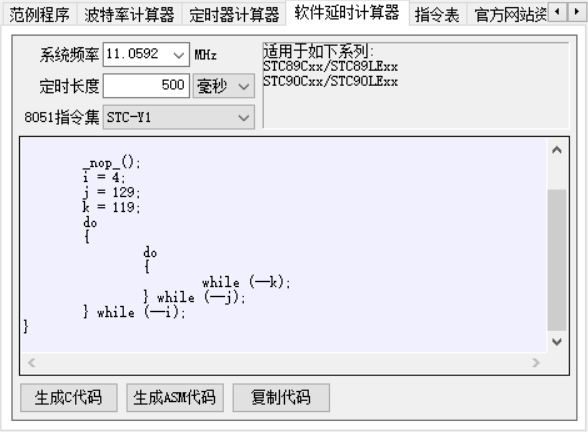 范例程序 波特率计算器 定时器计算器 软件延时计算器 指令表 官方网站资
系统频率 11.0592 MHz
定时长度 500 毫秒
8051指令集 STC-Y1
适用于如下系列:
STC89Cxx/STC89LExx
STC90Cxx/STC90LExx
_nop_();
i = 4;
j = 129;
k = 119;
do
{
do
{
while (--k);
} while (--j);
} while (--i);
}
生成C代码 生成ASM代码 复制代码